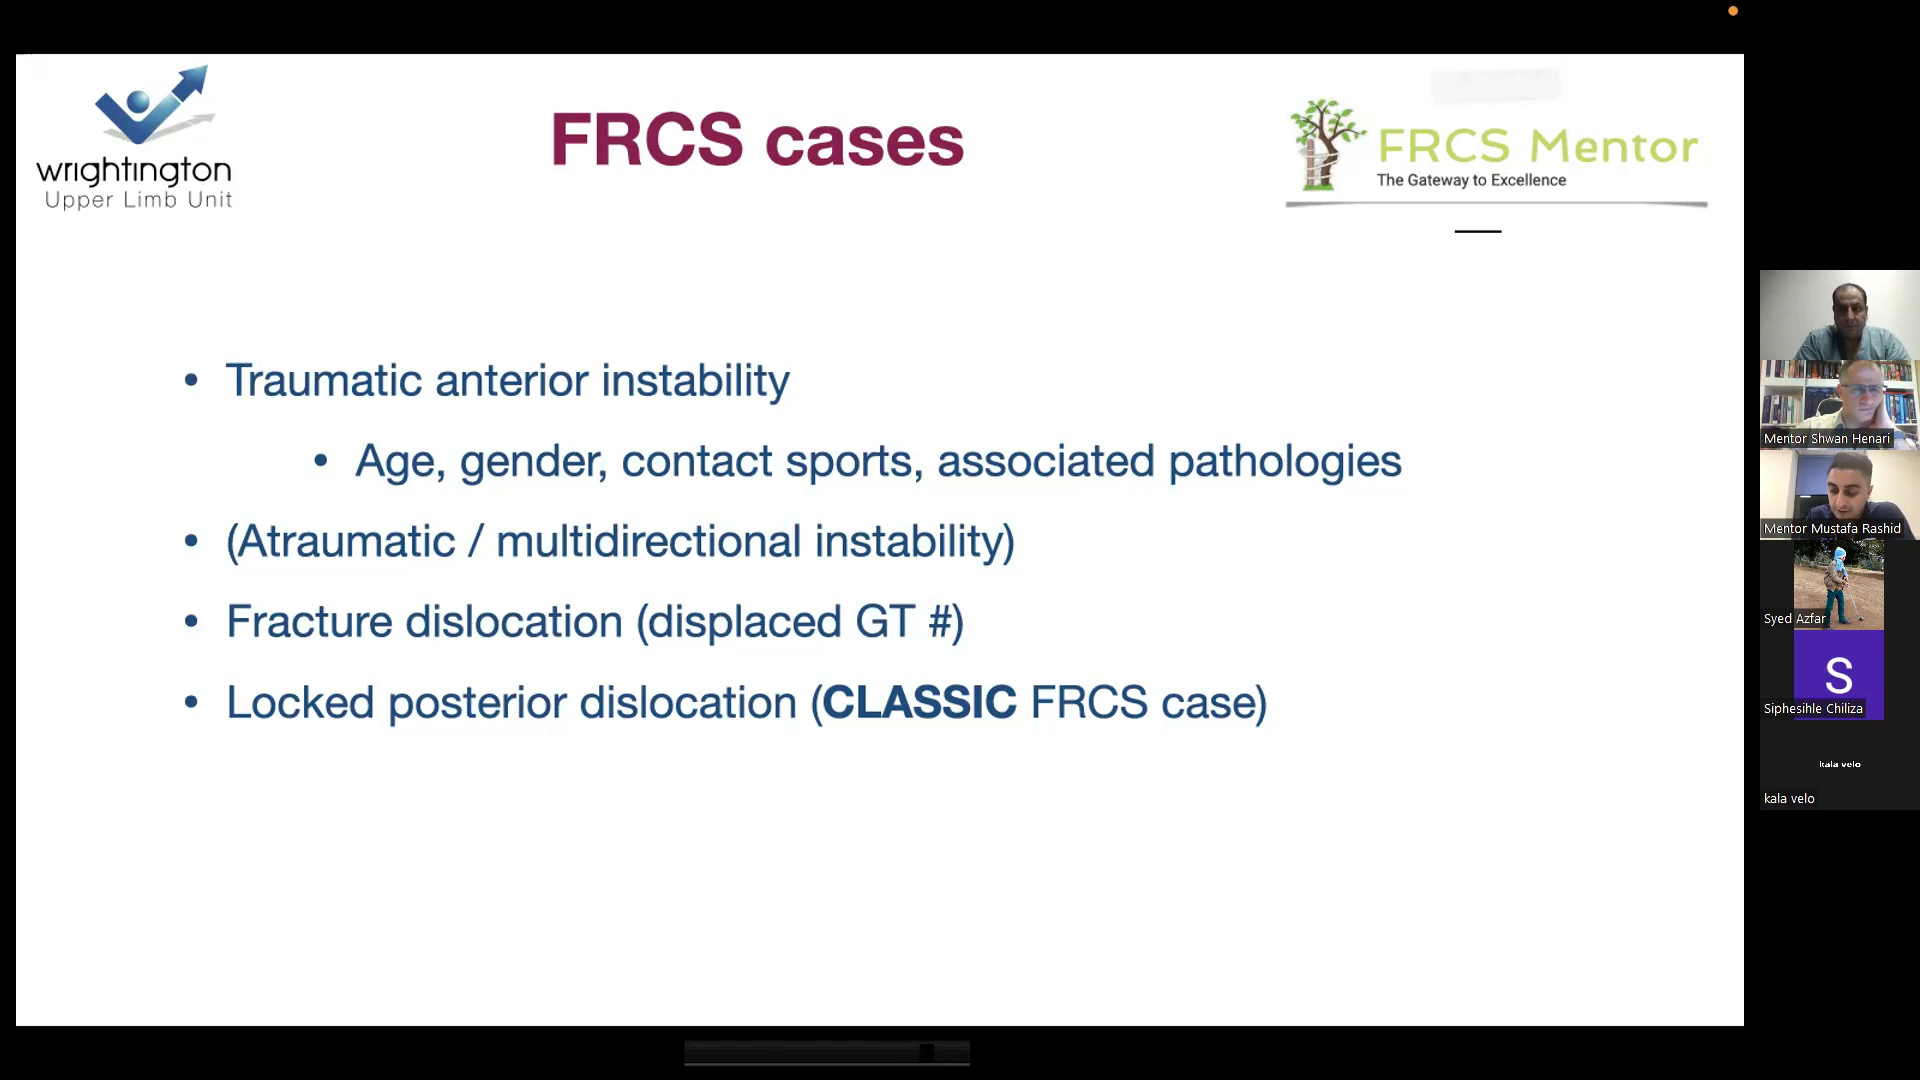 wrightington
Upper Limb Unit
FRCS cases
FRCS Mentor
The Gateway to Excellence
• Traumatic anterior instability
• Age, gender, contact sports, associated pathologies
• (Atraumatic / multidirectional instability)
• Fracture dislocation (displaced GT #)
• Locked posterior dislocation (CLASSIC FRCS case)
Mentor Shwan Henari
Mentor Mustafa Rashid
Syed Azfar
S
Siphesihle Chiliza
kala velo
kala velo